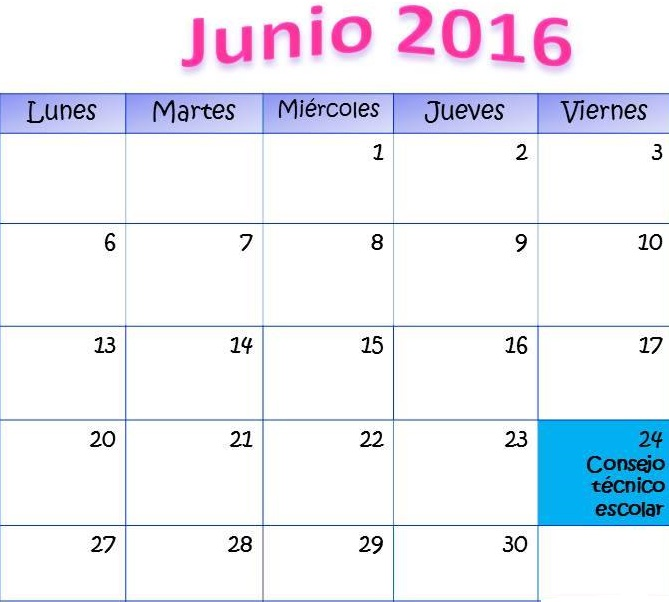 Junio 2016
Lunes Martes Miércoles Jueves Viernes
1 2 3
6 7 8 9 10
13 14 15 16 17
20 21 22 23 24
Consejo
técnico
escolar
27 28 29 30